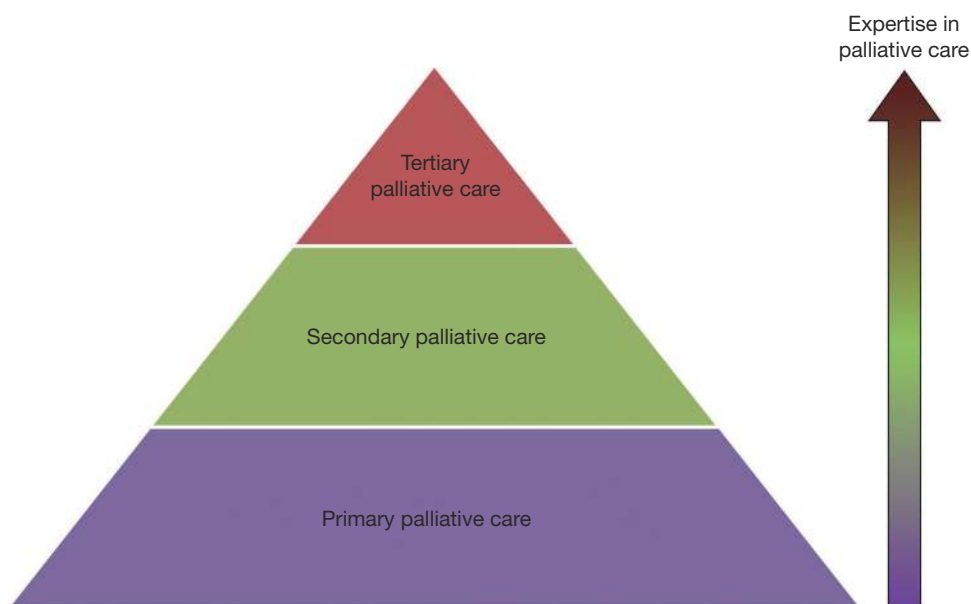 Expertise in
palliative care
Tertiary
palliative care
Secondary palliative care
Primary palliative care